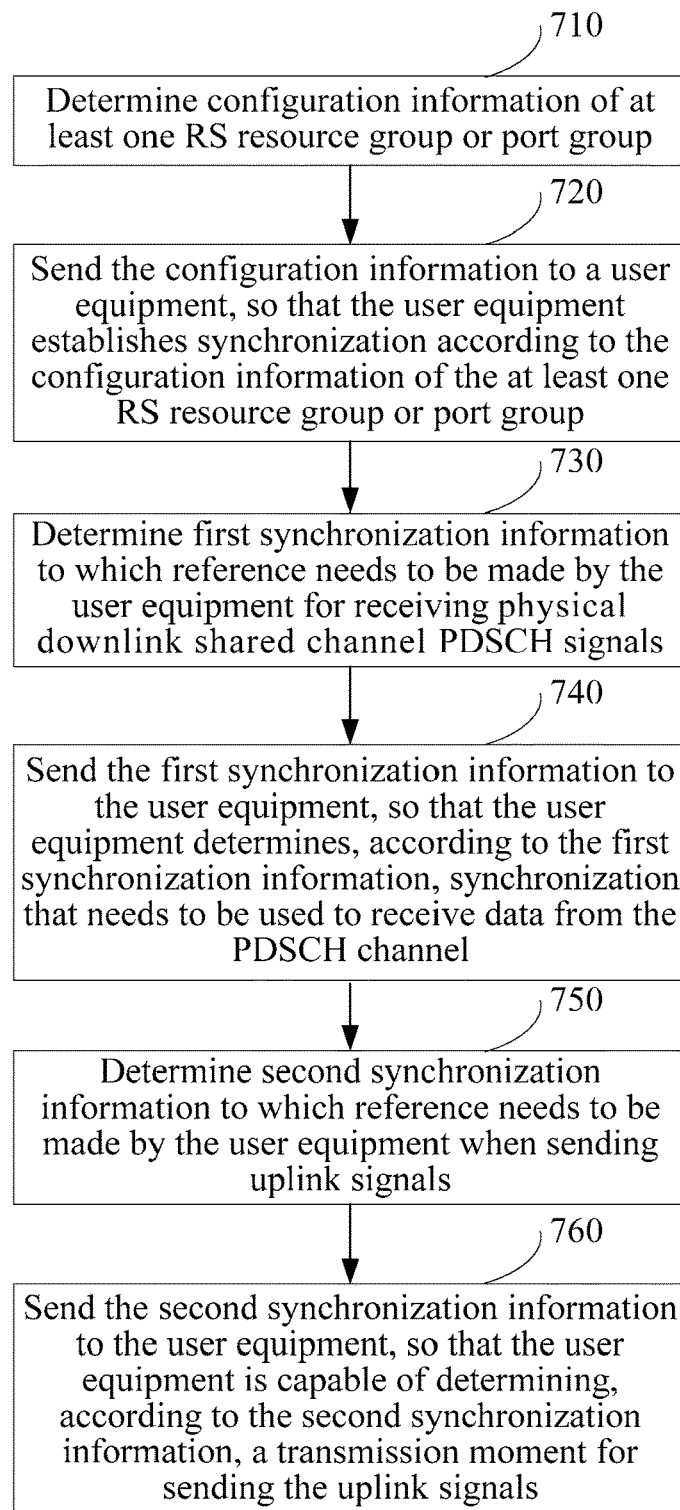 710
Determine configuration information of at
least one RS resource group or port group
720
Send the configuration information to a user
equipment, so that the user equipment
establishes synchronization according to the
configuration information of the at least one
RS resource group or port group
730
Determine first synchronization information
to which reference needs to be made by the
user equipment for receiving physical
downlink shared channel PDSCH signals
740
Send the first synchronization information to
the user equipment, so that the user
equipment determines, according to the first
synchronization information, synchronization
that needs to be used to receive data from the
PDSCH channel
750
Determine second synchronization
information to which reference needs to be
made by the user equipment when sending
uplink signals
760
Send the second synchronization information
to the user equipment, so that the user
equipment is capable of determining,
according to the second synchronization
information, a transmission moment for
sending the uplink signals